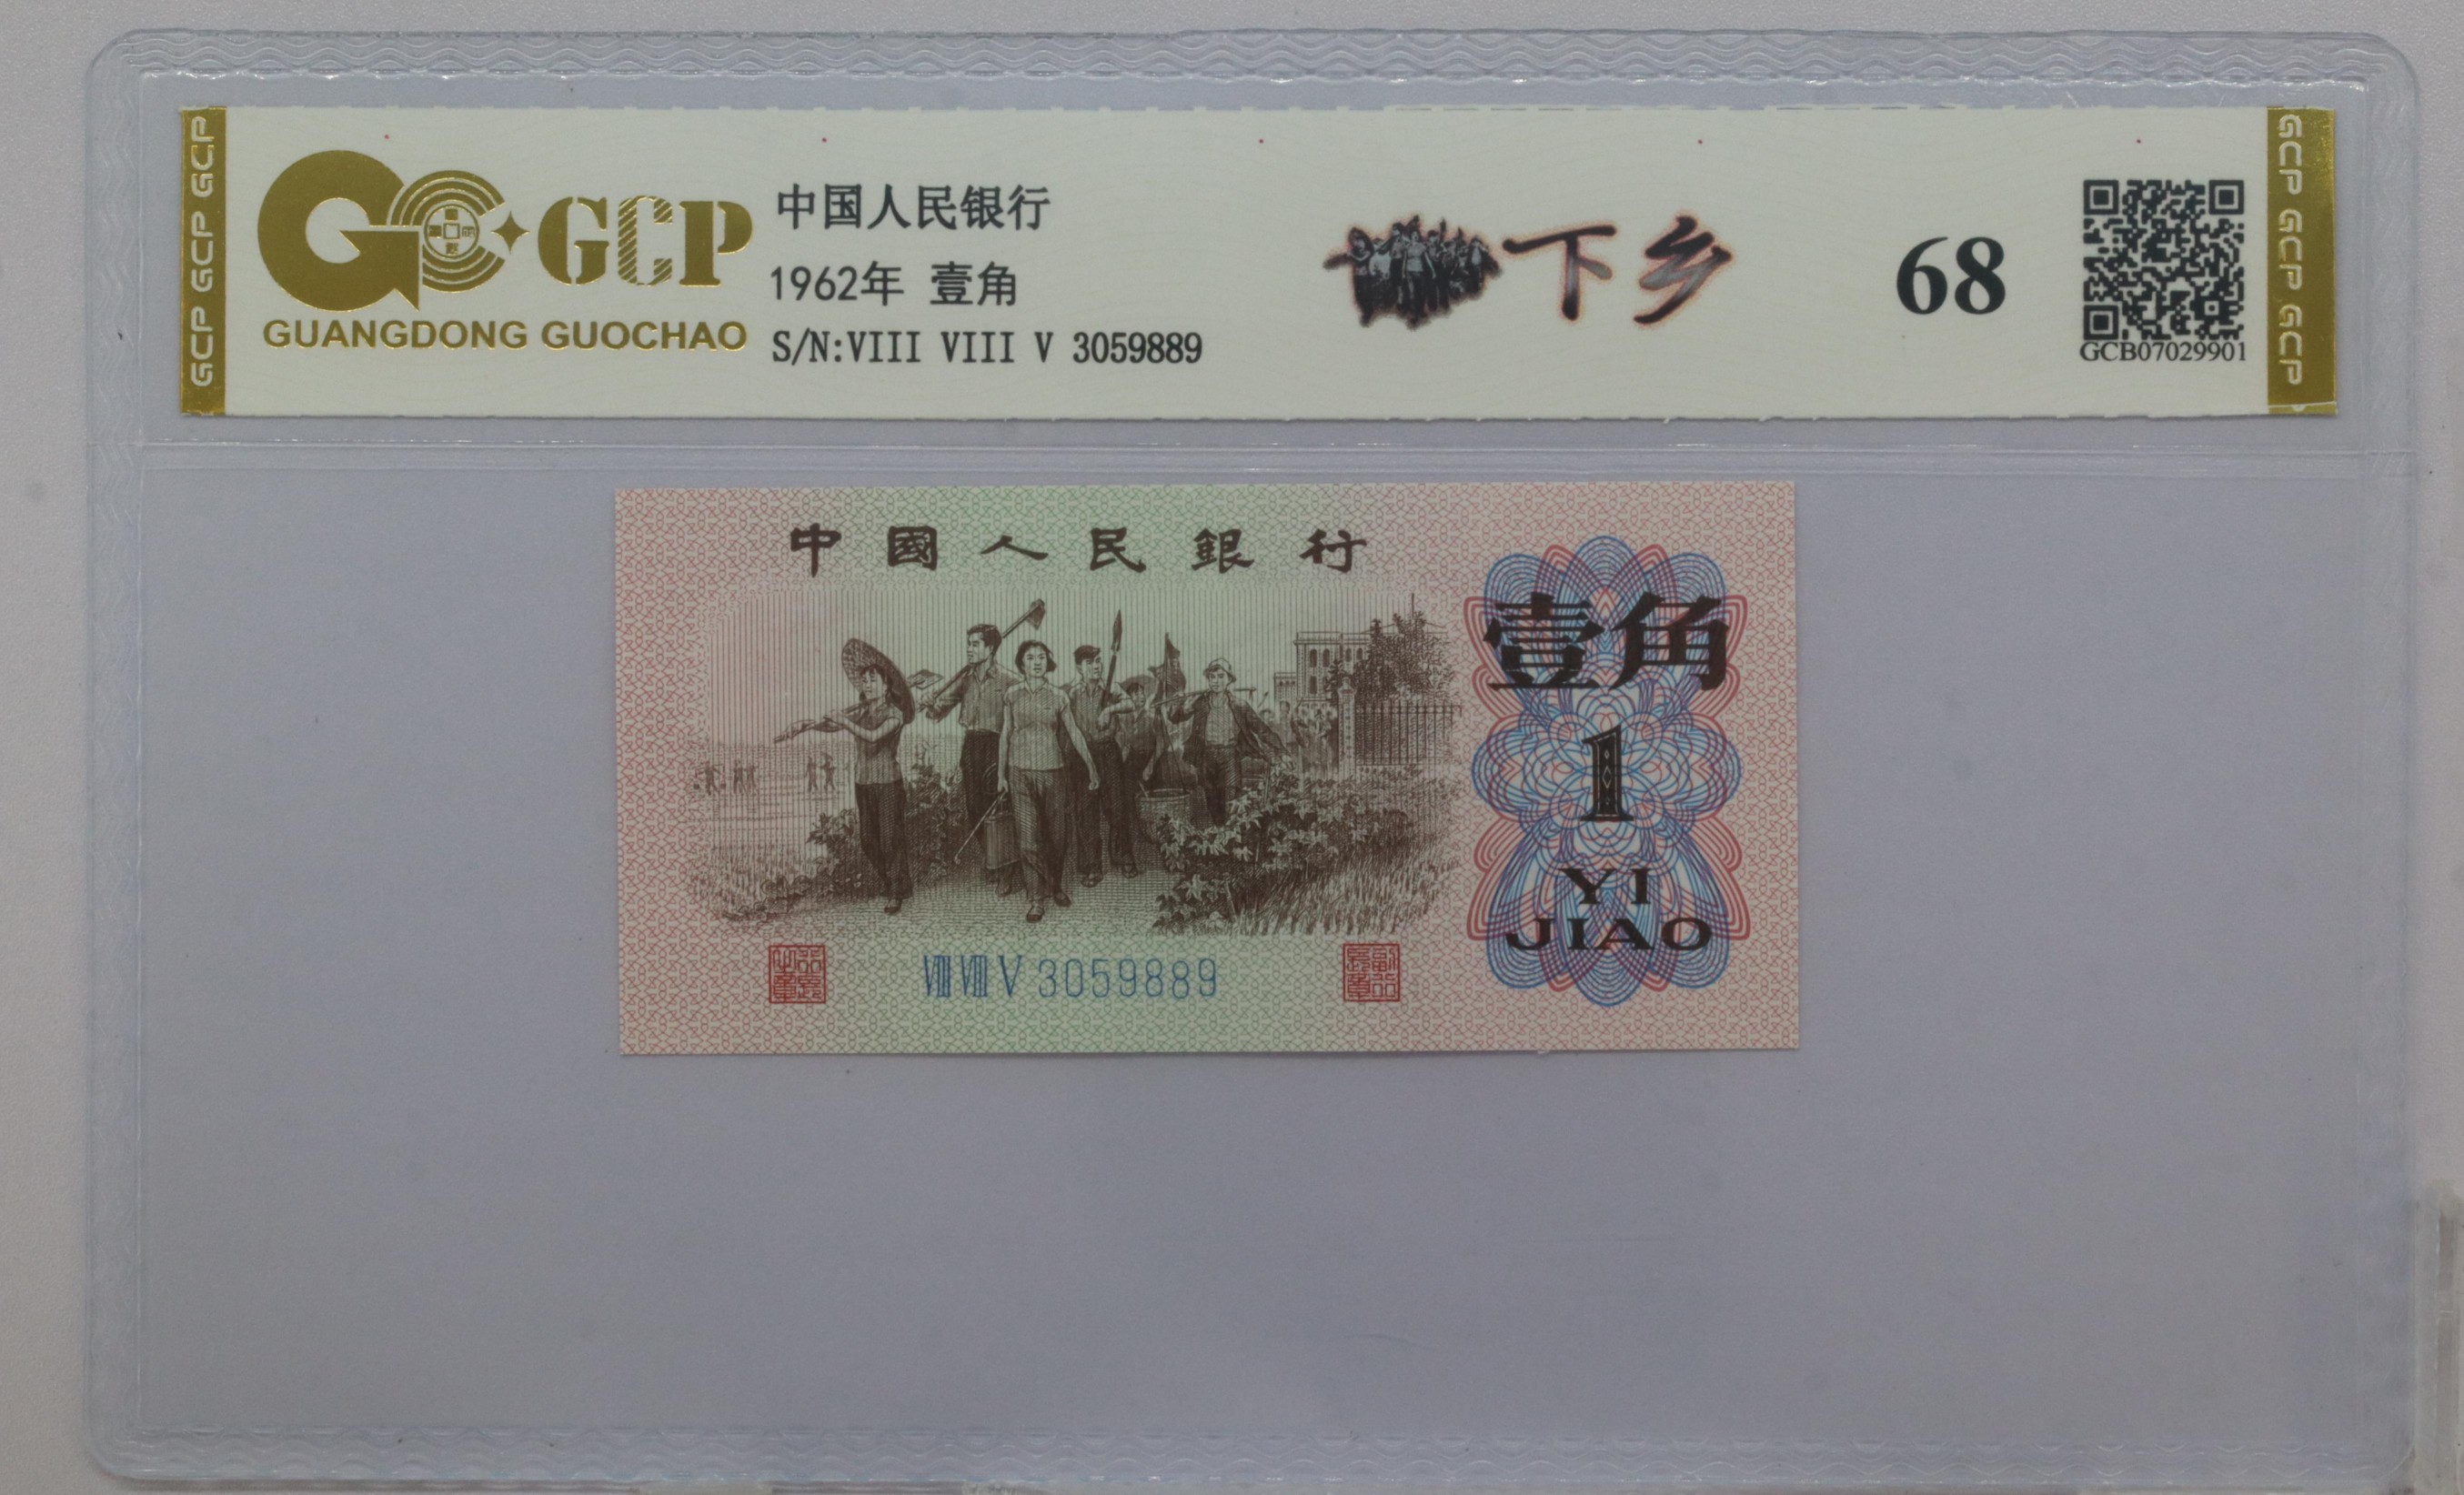 GCP GCP GCP
GCP
GUANGDONG GUOCHAO
中国人民银行
1962年 壹角
S/N:VIII VIII V 3059889
下乡
68
GCB07029901
GCP GCP GCP
中國人民銀行
壹角
1
YI
JIAO
VIII VIII V 3059889